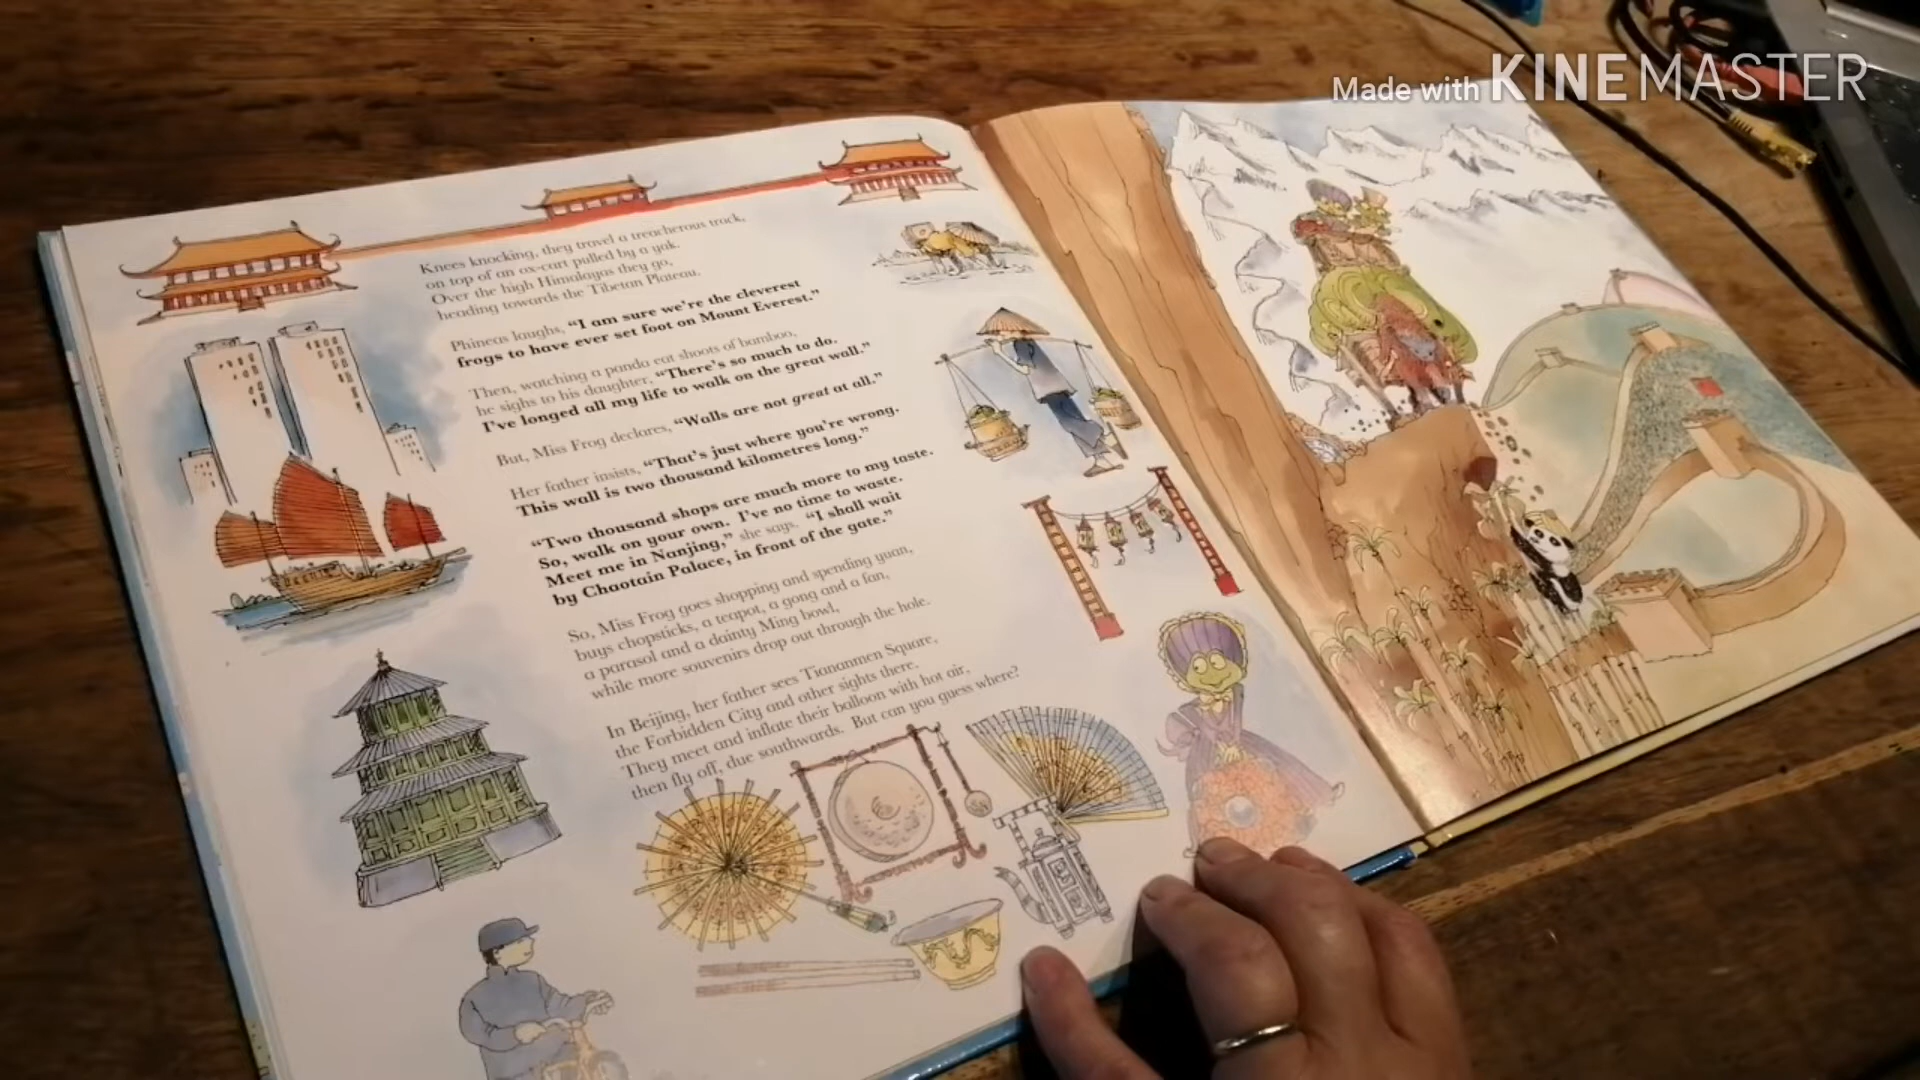 Made with KINEMASTER
Knees knocking, they travel a treacherous track,
on top of an ox-cart pulled by a yak.
Over the high Himalayas they go,
heading towards the Tibetan Plateau.
Phineas laughs, “I am sure we’re the cleverest
frogs to have ever set foot on Mount Everest.”
Then, watching a panda eat shoots of bamboo,
he sighs to his daughter, “There’s so much to do.
I’ve longed all my life to walk on the great wall.”
But, Miss Frog declares, “Walls are not great at all.”
Her father insists, “That’s just where you’re wrong.
This wall is two thousand kilometres long.”
“Two thousand shops are much more to my taste.
So, walk on your own. I’ve no time to waste.
Meet me in Nanjing,” she says, “I shall wait
by Chaotain Palace, in front of the gate.”
So, Miss Frog goes shopping and spending yuan,
buys chopsticks, a teapot, a gong and a fan,
a parasol and a dainty Ming bowl,
while more souvenirs drop out through the hole.
In Beijing, her father sees Tiananmen Square,
the Forbidden City and other sights there.
They meet and inflate their balloon with hot air,
then fly off, due southwards. But can you guess where?